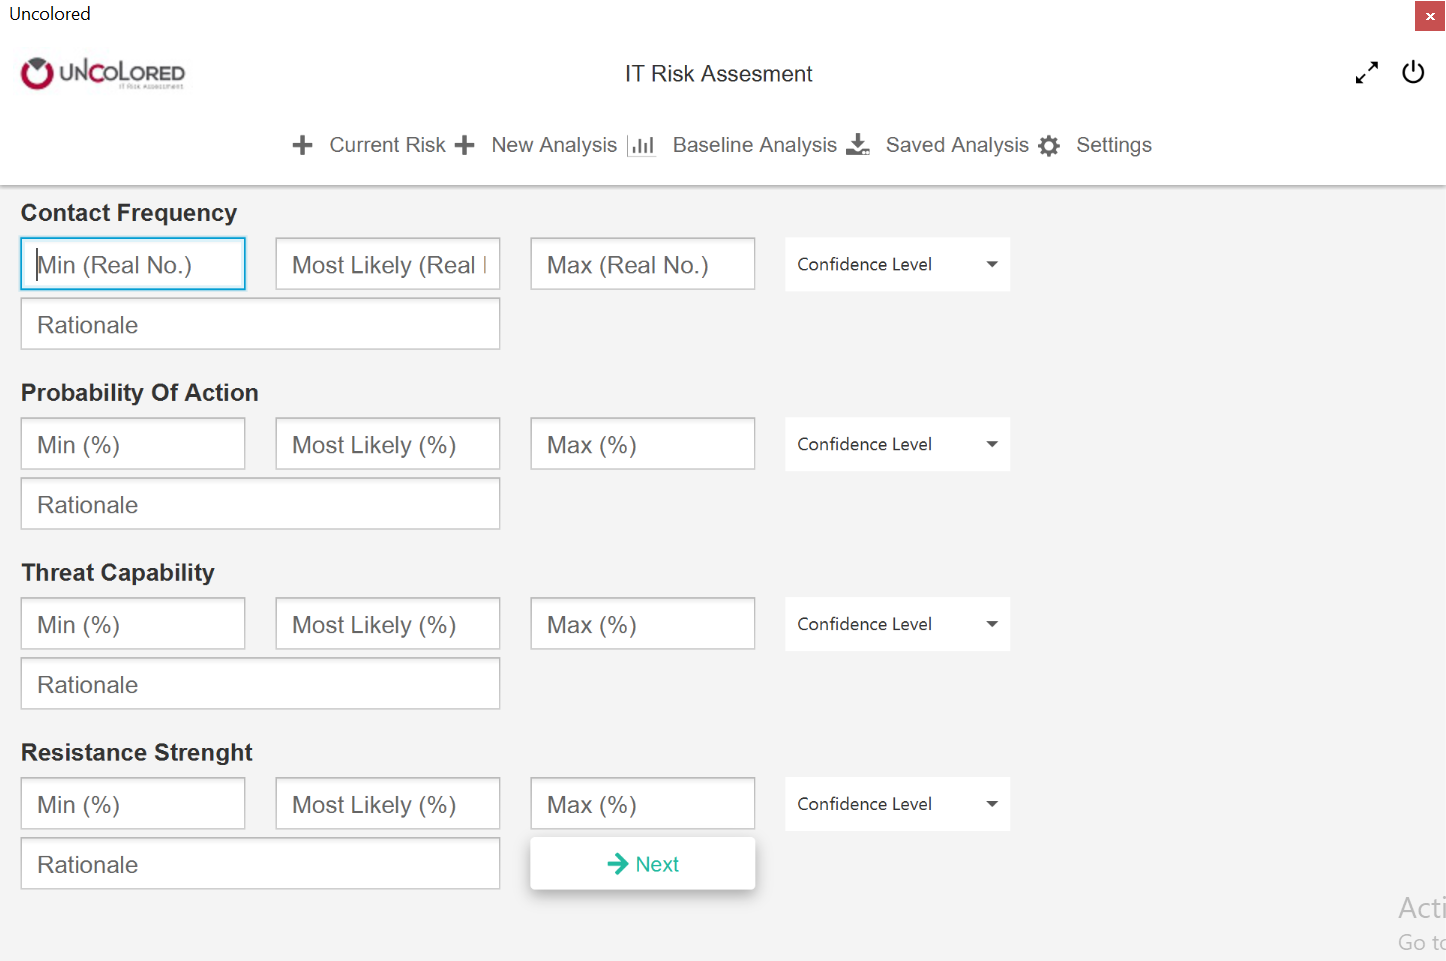 Uncolored
x
UNCOLORED
IT Risk Assessment
IT Risk Assesment
Current Risk New Analysis Baseline Analysis Saved Analysis Settings
Contact Frequency
Min (Real No.) Most Likely (Real Max (Real No.) Confidence Level
Rationale
Probability Of Action
Min (%) Most Likely (%) Max (%) Confidence Level
Rationale
Threat Capability
Min (%) Most Likely (%) Max (%) Confidence Level
Rationale
Resistance Strenght
Min (%) Most Likely (%) Max (%) Confidence Level
Rationale Next
Acti
Go to